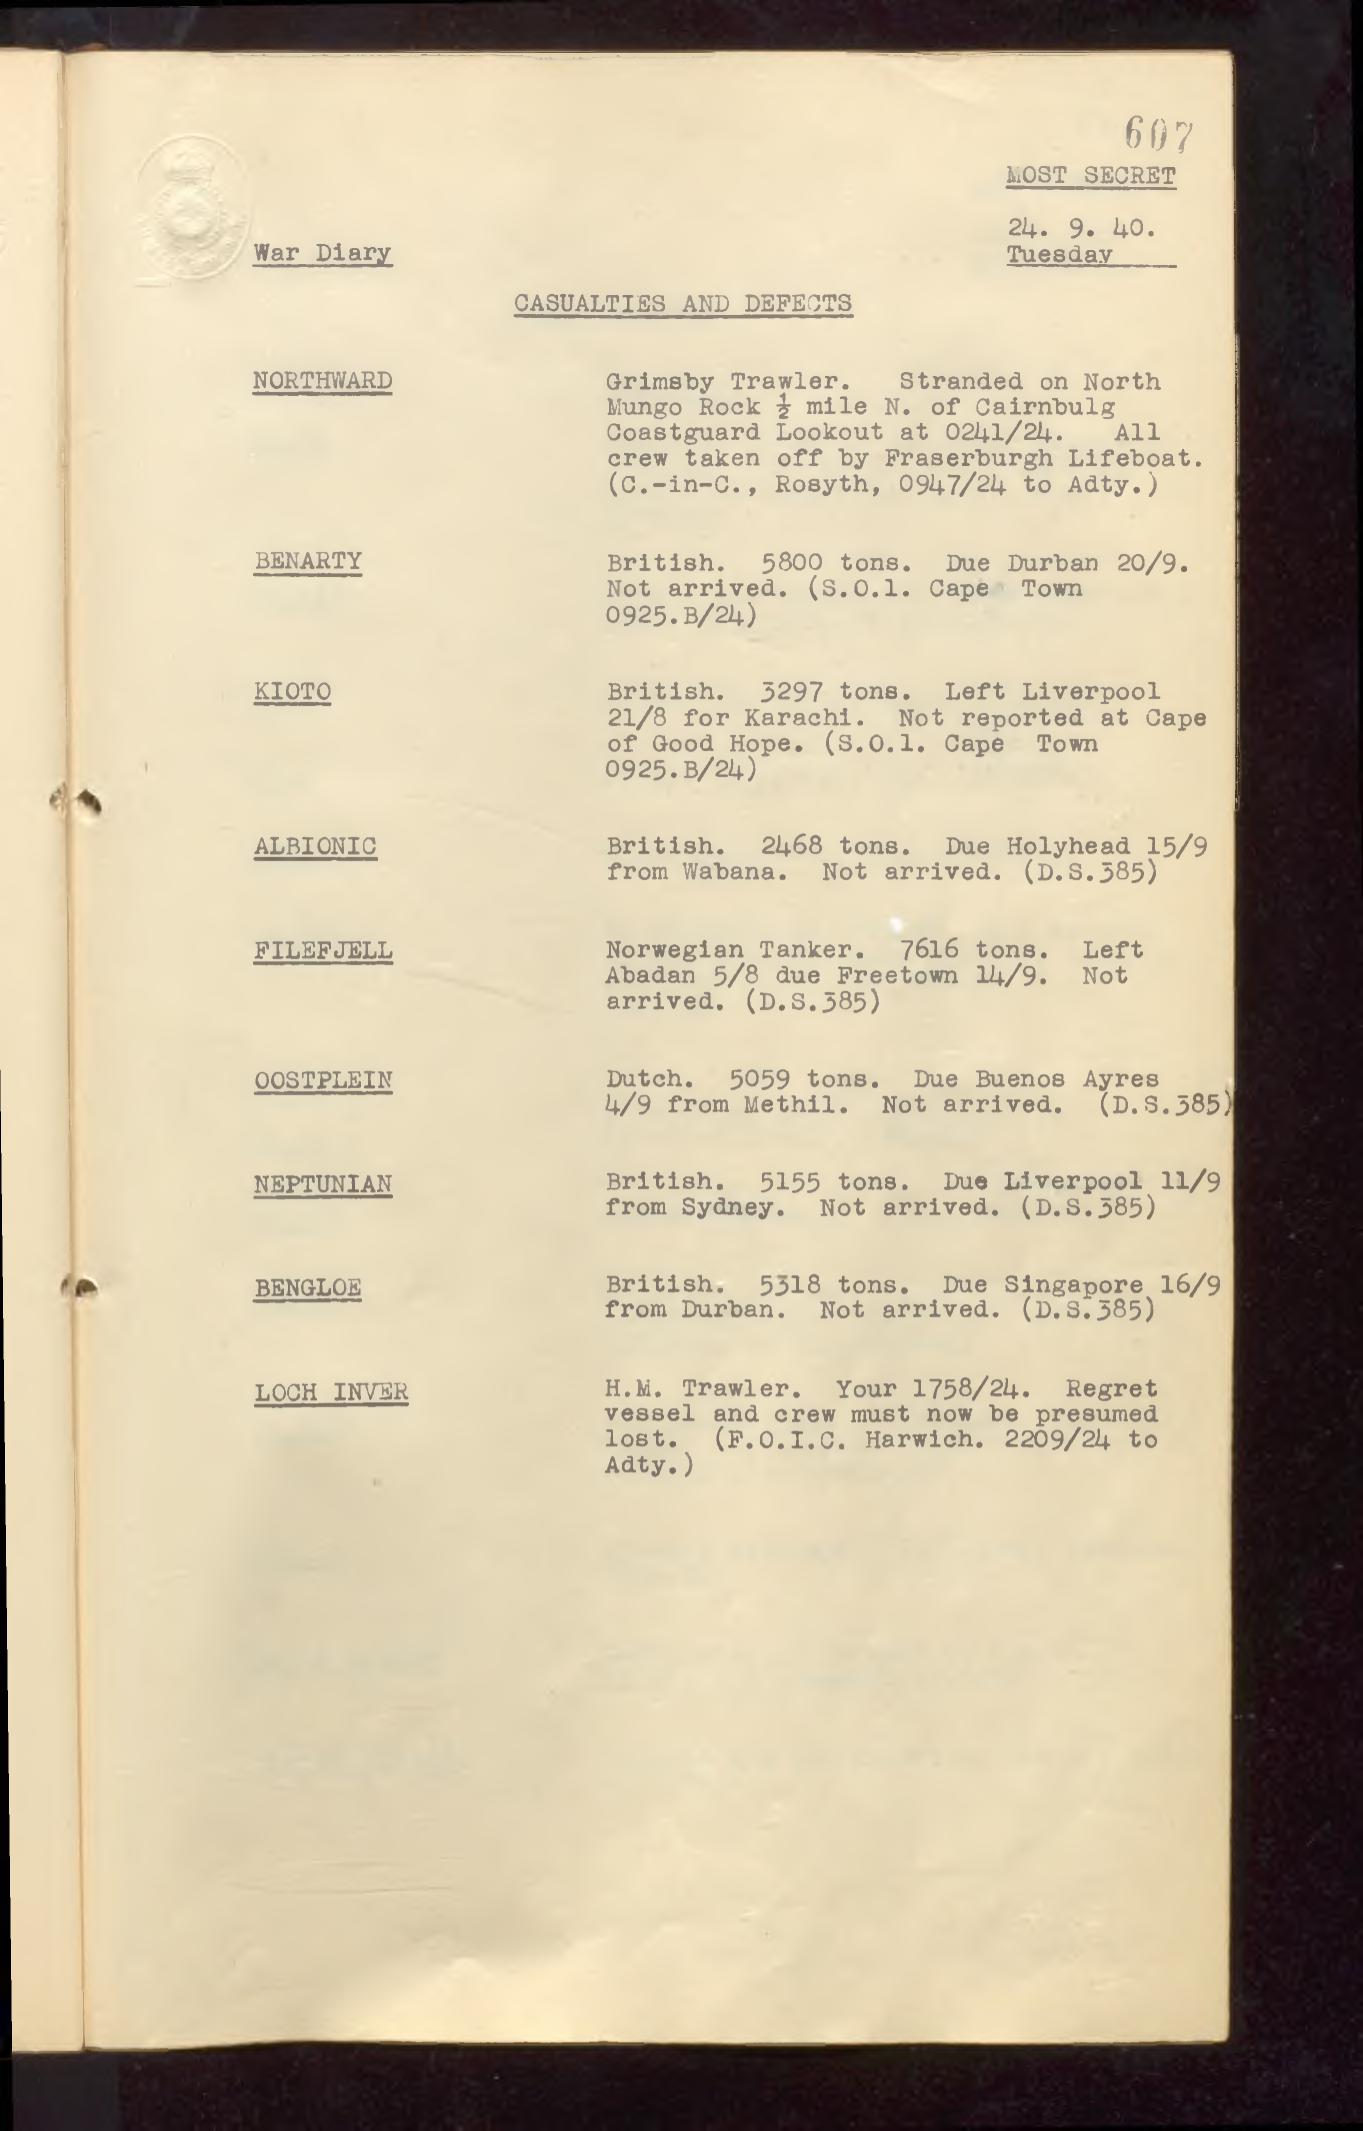 607
MOST SECRET
24. 9. 40.
War Diary
Tuesday
CASUALTIES AND DEFECTS
NORTHWARD
Grimsby Trawler. Stranded on North
Mungo Rock ½ mile N. of Cairnbulg
Coastguard Lookout at 0241/24. All
crew taken off by Fraserburgh Lifeboat.
(C.-in-C., Rosyth, 0947/24 to Adty.)
BENARTY
British. 5800 tons. Due Durban 20/9.
Not arrived. (S.O.1. Cape Town
0925.B/24)
KIOTO
British. 3297 tons. Left Liverpool
21/8 for Karachi. Not reported at Cape
of Good Hope. (S.O.1. Cape Town
0925.B/24)
ALBIONIC
British. 2468 tons. Due Holyhead 15/9
from Wabana. Not arrived. (D.S.385)
FILEFJELL
Norwegian Tanker. 7616 tons. Left
Abadan 5/8 due Freetown 14/9. Not
arrived. (D.S.385)
OOSTPLEIN
Dutch. 5059 tons. Due Buenos Ayres
4/9 from Methil. Not arrived. (D.S.385)
NEPTUNIAN
British. 5155 tons. Due Liverpool 11/9
from Sydney. Not arrived. (D.S.385)
BENGLOE
British. 5318 tons. Due Singapore 16/9
from Durban. Not arrived. (D.S.385)
LOCH INVER
H.M. Trawler. Your 1758/24. Regret
vessel and crew must now be presumed
lost. (F.O.I.C. Harwich. 2209/24 to
Adty.)